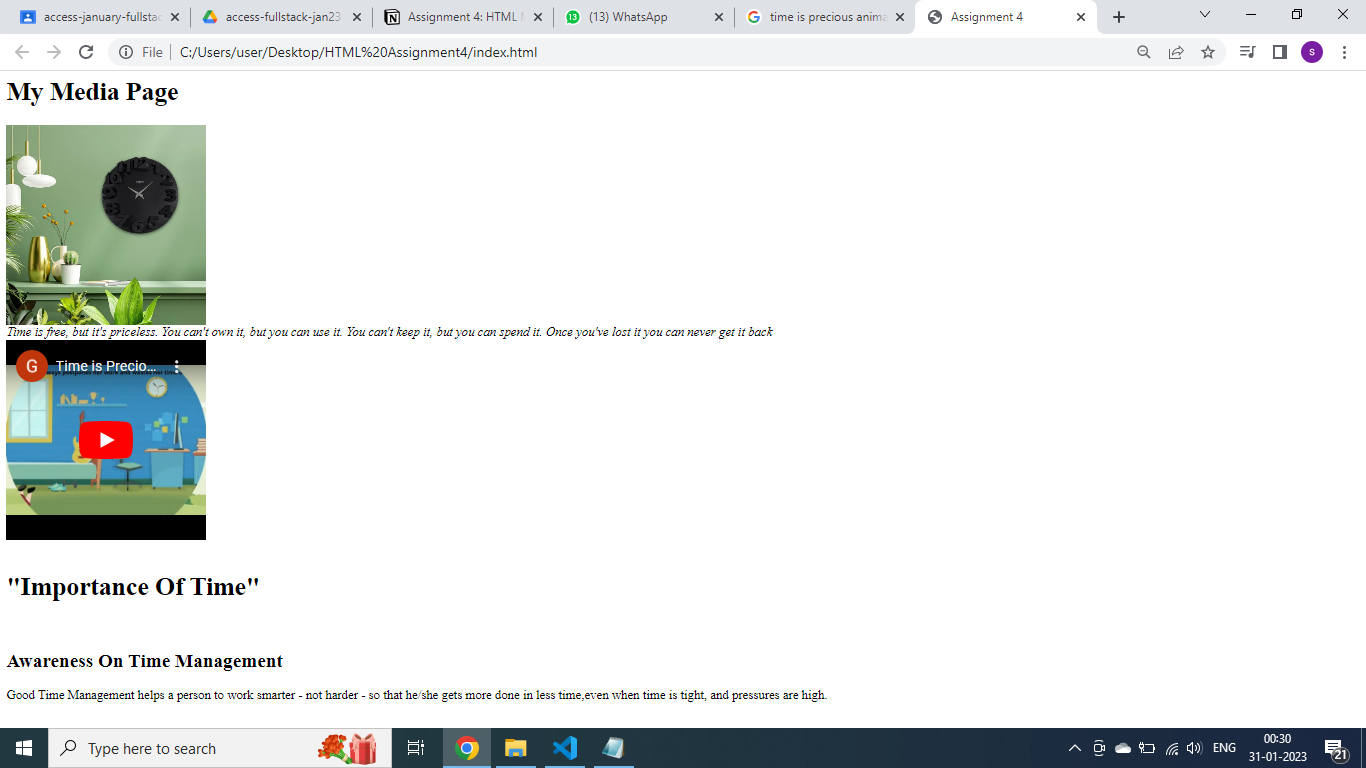 access-january-fullstac
access-fullstack-jan23
Assignment 4: HTML M
(13) WhatsApp
time is precious anima
Assignment 4
File
C:/Users/user/Desktop/HTML%20Assignment4/index.html
s
My Media Page
Time is free, but it's priceless. You can't own it, but you can use it. You can't keep it, but you can spend it. Once you've lost it you can never get it back
G
Time is Precio...
"Importance Of Time"
Awareness On Time Management
Good Time Management helps a person to work smarter - not harder - so that he/she gets more done in less time,even when time is tight, and pressures are high.
Type here to search
ENG
00:30
31-01-2023
21